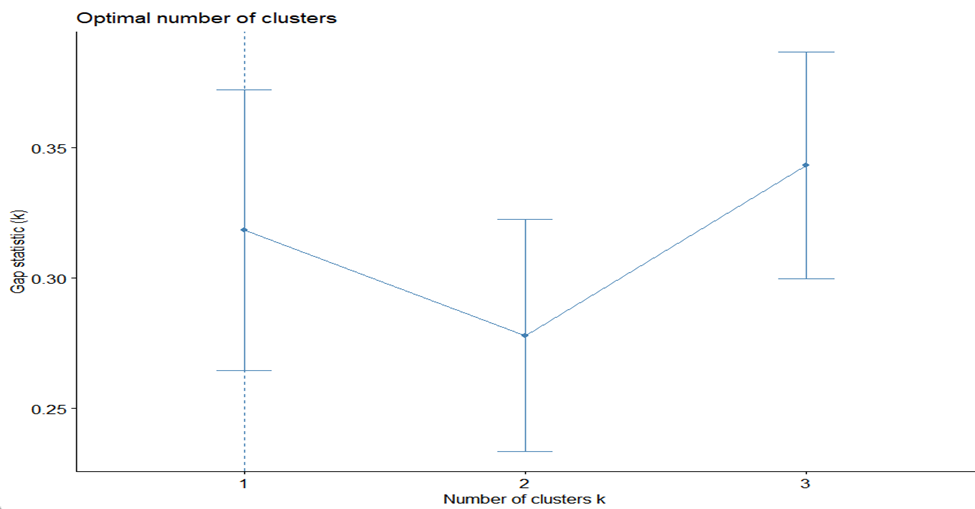 Optimal number of clusters
0.35
0.30
0.25
Gap statistic (k)
1 2 3
Number of clusters k